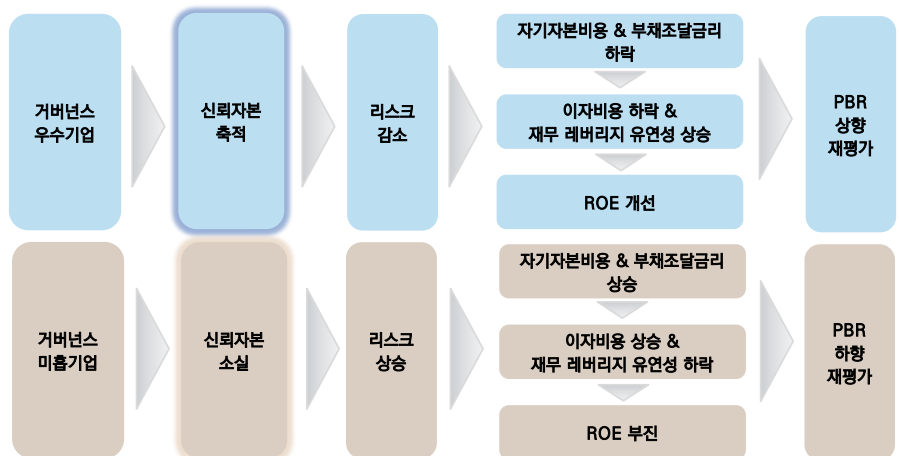 거버넌스
우수기업
신뢰자본
축적
리스크
감소
자기자본비용 & 부채조달금리
하락
이자비용 하락 &
재무 레버리지 유연성 상승
ROE 개선
PBR
상향
재평가
거버넌스
미흡기업
신뢰자본
소실
리스크
상승
자기자본비용 & 부채조달금리
상승
이자비용 상승 &
재무 레버리지 유연성 하락
ROE 부진
PBR
하향
재평가